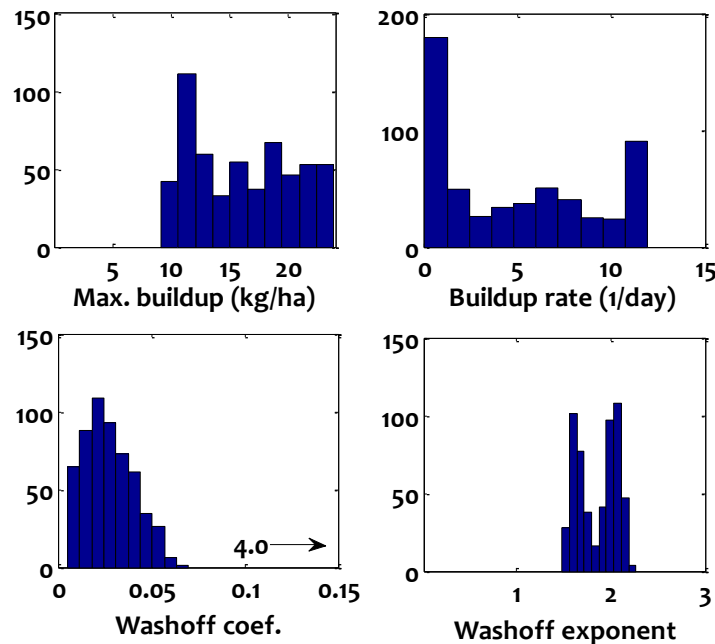 150
100
50
0
5 10 15 20
Max. buildup (kg/ha)
200
100
0
0 5 10 15
Buildup rate (1/day)
150
100
50
0
4.0
0 0.05 0.1 0.15
Washoff coef.
150
100
50
0
1 2 3
Washoff exponent